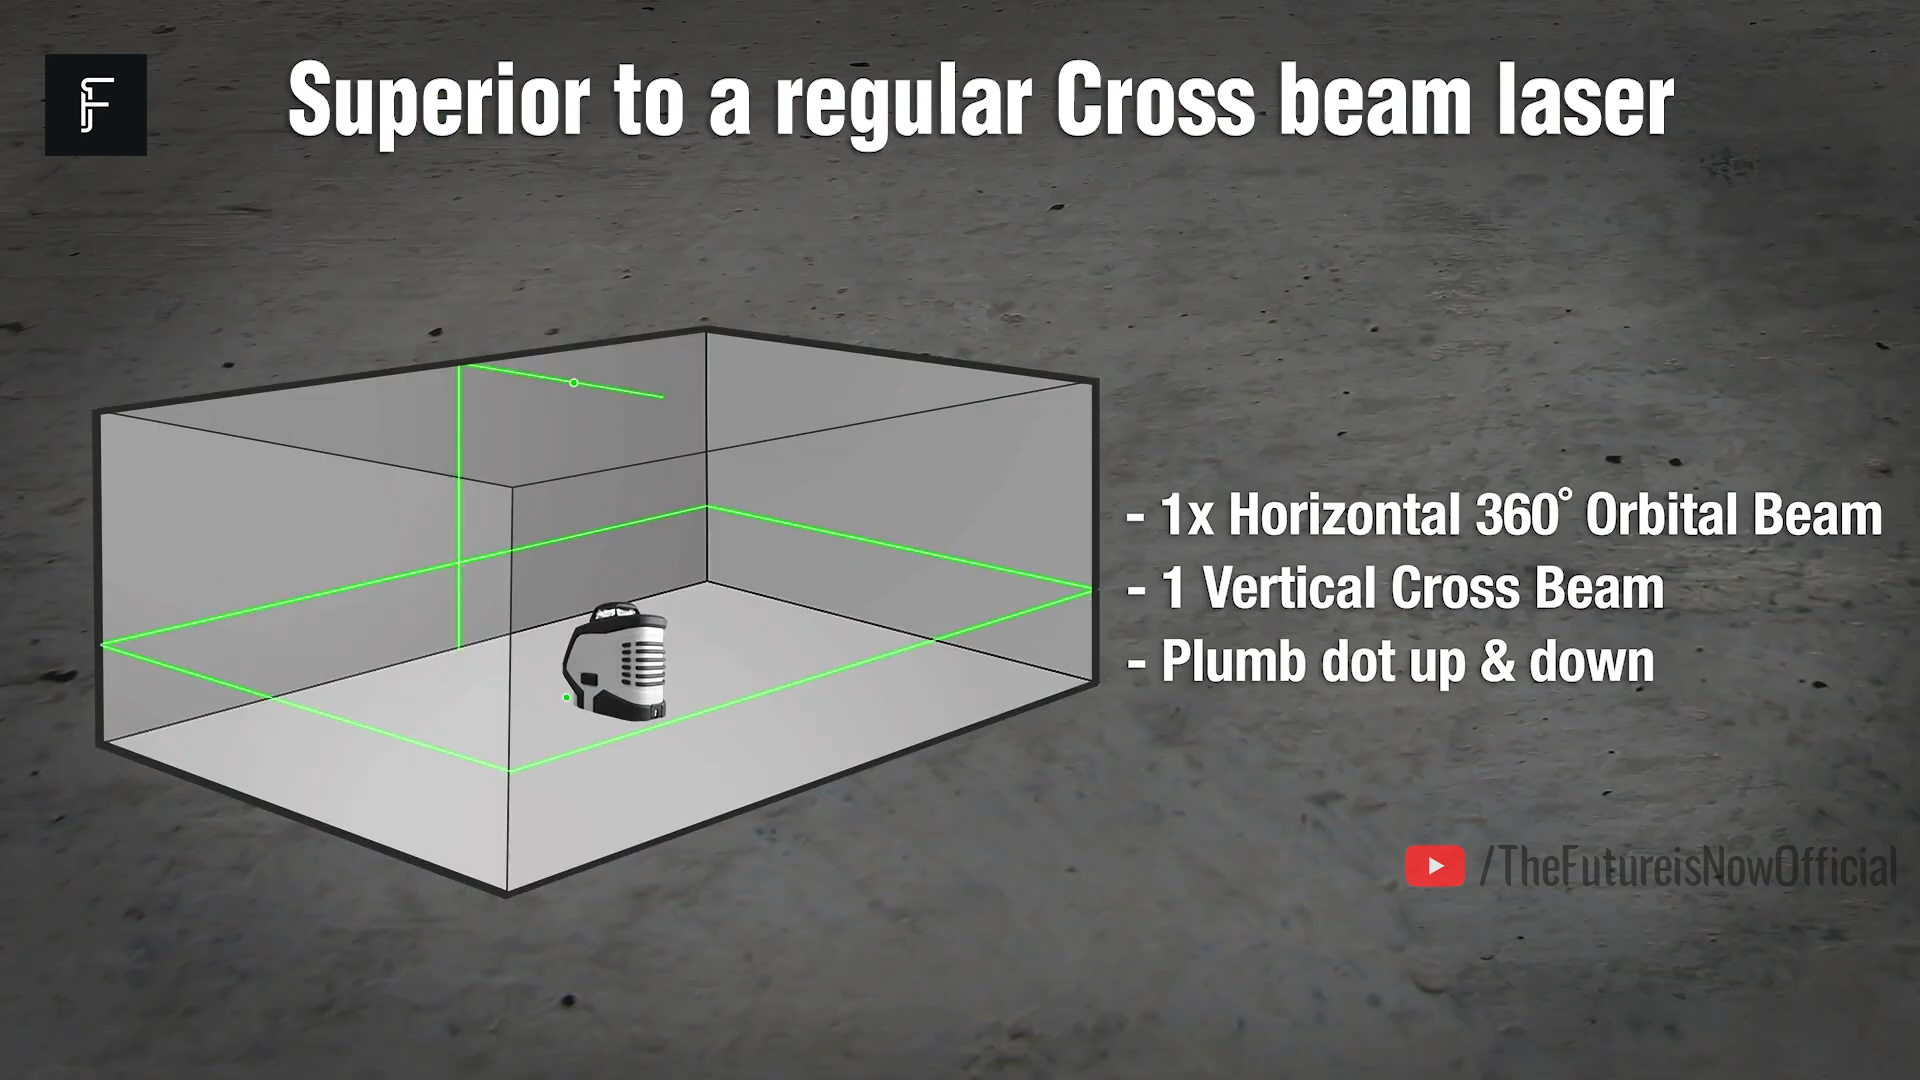 F
Superior to a regular Cross beam laser
- 1x Horizontal 360° Orbital Beam
- 1 Vertical Cross Beam
- Plumb dot up & down
/TheFutureisNowOfficial